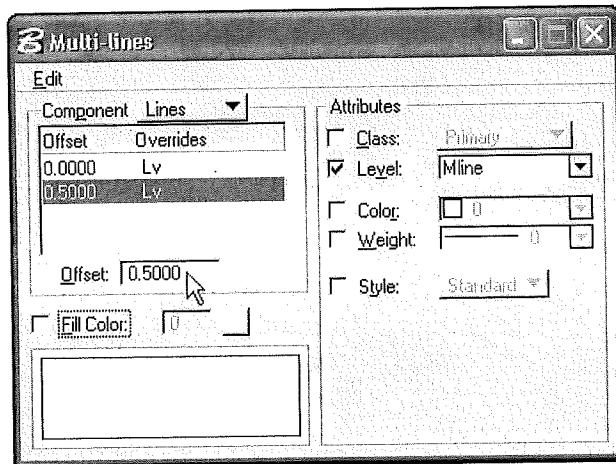 Multi-lines
Edit
Component Lines
Offset Overrides
0.0000 Lv
0.5000 Lv
Offset: 0.5000
Fill Color: 0
Attributes
Class: Primary
Level: Mline
Color: 0
Weight: 0
Style: Standard